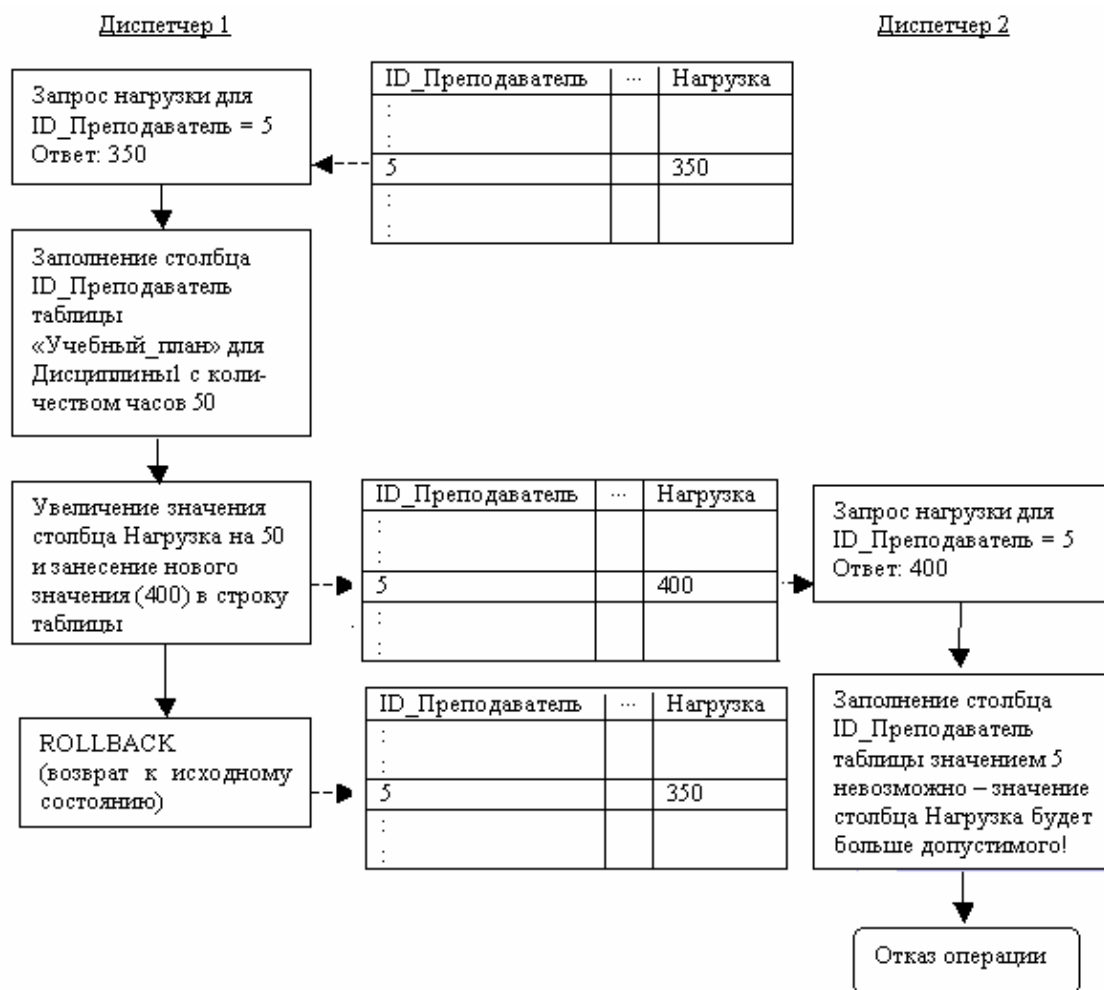 Диспетчер 1
Диспетчер 2
Запрос нагрузки для
ID_Преподаватель = 5
Ответ: 350
ID_Преподаватель ... Нагрузка
:
:
5 350
:
:
Заполнение столбца
ID_Преподаватель
таблицы
«Учебный_план» для
Дисциплины1 с коли-
чеством часов 50
Увеличение значения
столбца Нагрузка на 50
и занесение нового
значения (400) в строку
таблицы
ID_Преподаватель ... Нагрузка
:
:
5 400
:
:
Запрос нагрузки для
ID_Преподаватель = 5
Ответ: 400
ROLLBACK
(возврат к исходному
состоянию)
ID_Преподаватель ... Нагрузка
:
:
5 350
:
:
Заполнение столбца
ID_Преподаватель
таблицы значением 5
невозможно – значение
столбца Нагрузка будет
больше допустимого!
Отказ операции